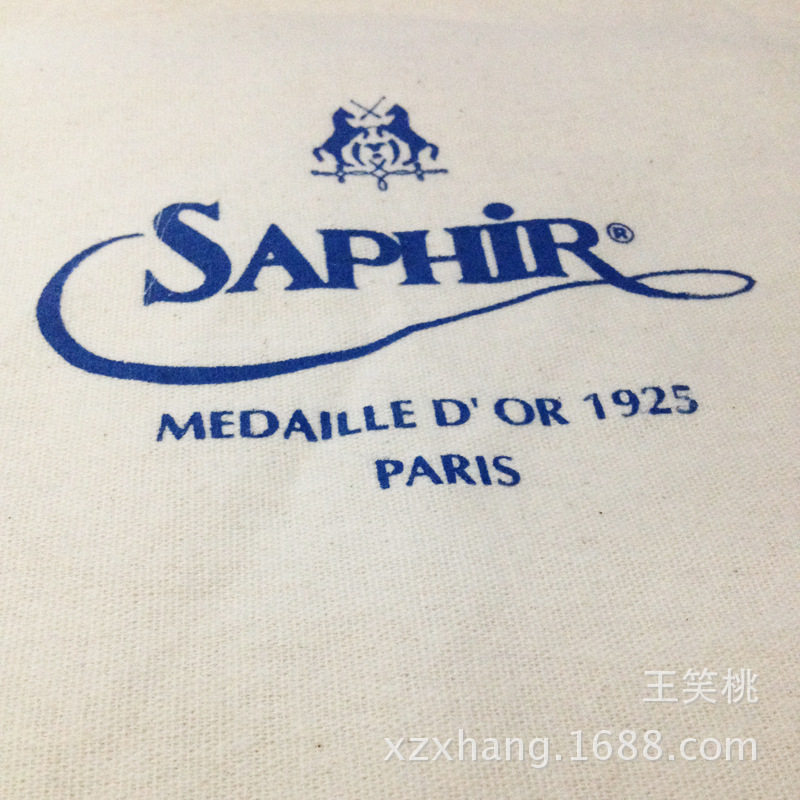 SAPHIR®
MEDAILLE D' OR 1925
PARIS
王笑桃
xzxhang.1688.com